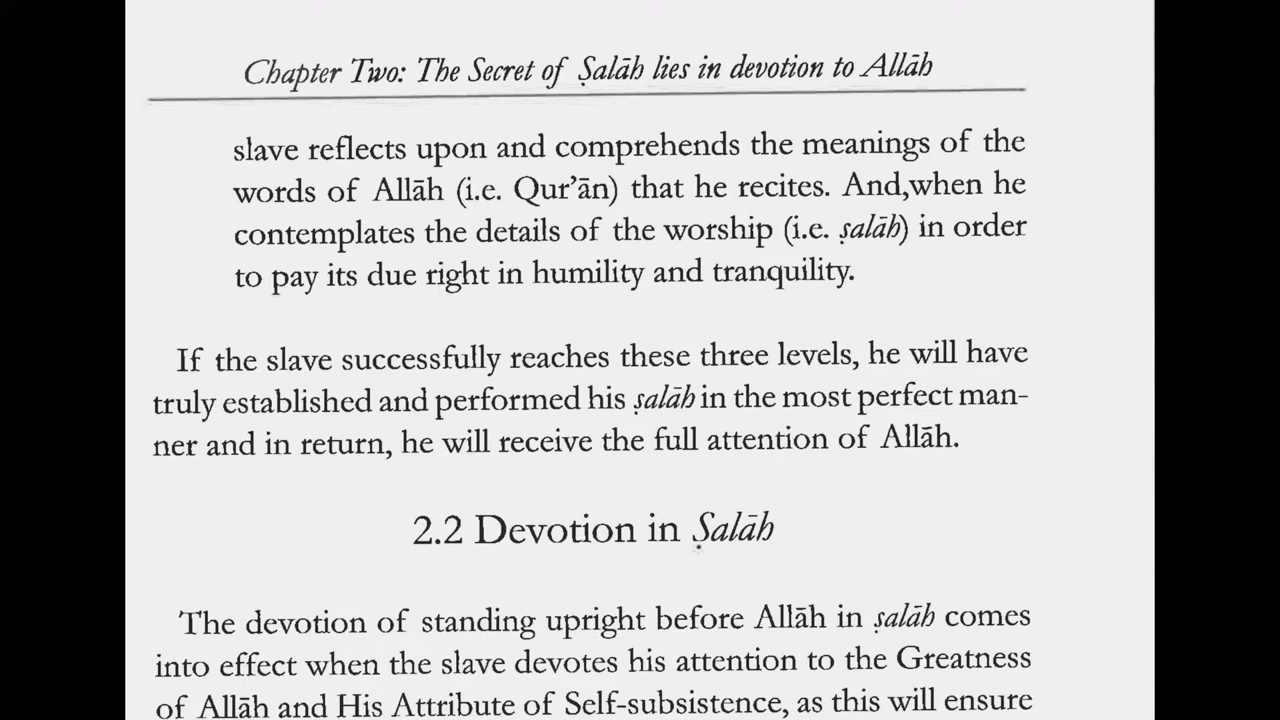 Chapter Two: The Secret of Ṣalāh lies in devotion to Allāh
slave reflects upon and comprehends the meanings of the
words of Allāh (i.e. Qur’ān) that he recites. And,when he
contemplates the details of the worship (i.e. ṣalāh) in order
to pay its due right in humility and tranquility.
If the slave successfully reaches these three levels, he will have
truly established and performed his ṣalāh in the most perfect man-
ner and in return, he will receive the full attention of Allāh.
2.2 Devotion in Ṣalāh
The devotion of standing upright before Allāh in ṣalāh comes
into effect when the slave devotes his attention to the Greatness
of Allāh and His Attribute of Self-subsistence, as this will ensure